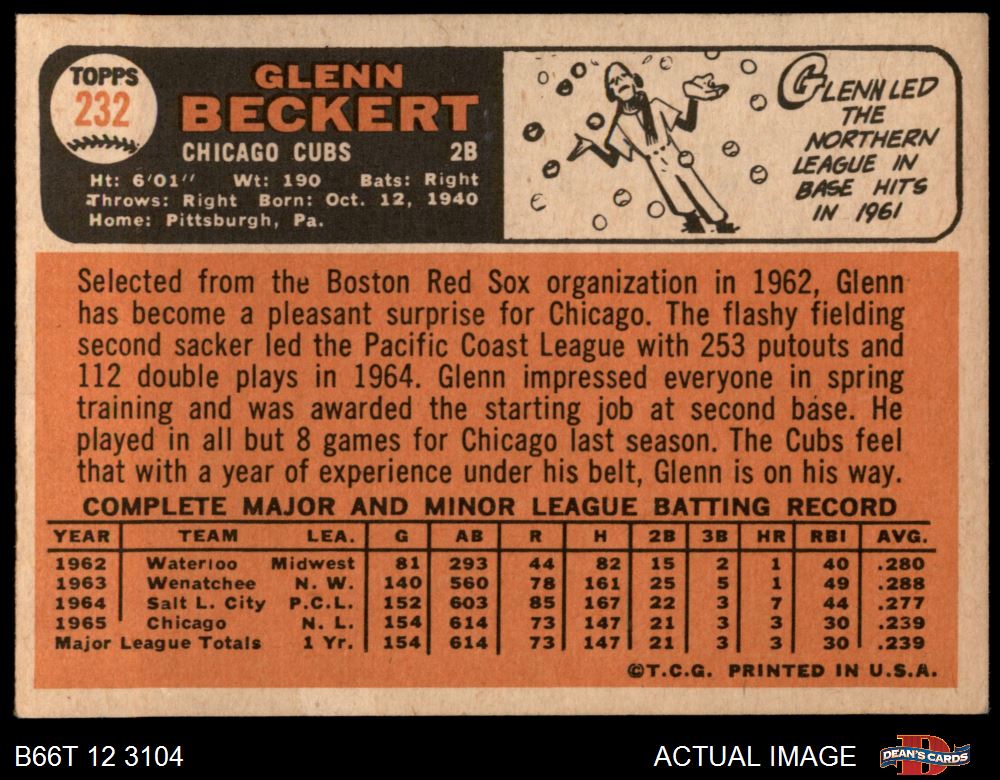 TOPPS
232
GLENN
BECKERT
CHICAGO CUBS 2B
Ht: 6'01'' Wt: 190 Bats: Right
Throws: Right Born: Oct. 12, 1940
Home: Pittsburgh, Pa.
GLENN LED
THE
NORTHERN
LEAGUE IN
BASE HITS
IN 1961
Selected from the Boston Red Sox organization in 1962, Glenn
has become a pleasant surprise for Chicago. The flashy fielding
second sacker led the Pacific Coast League with 253 putouts and
112 double plays in 1964. Glenn impressed everyone in spring
training and was awarded the starting job at second base. He
played in all but 8 games for Chicago last season. The Cubs feel
that with a year of experience under his belt, Glenn is on his way.
COMPLETE MAJOR AND MINOR LEAGUE BATTING RECORD
YEAR TEAM LEA. G AB R H 2B 3B HR RBI AVG.
1962 Waterloo Midwest 81 293 44 82 15 2 1 40 .280
1963 Wenatchee N. W. 140 560 78 161 25 5 1 49 .288
1964 Salt L. City P.C.L. 152 603 85 167 22 3 7 44 .277
1965 Chicago N. L. 154 614 73 147 21 3 3 30 .239
Major League Totals 1 Yr. 154 614 73 147 21 3 3 30 .239
©T.C.G. PRINTED IN U.S.A.
B66T 12 3104
ACTUAL IMAGE
D
DEAN'S CARDS